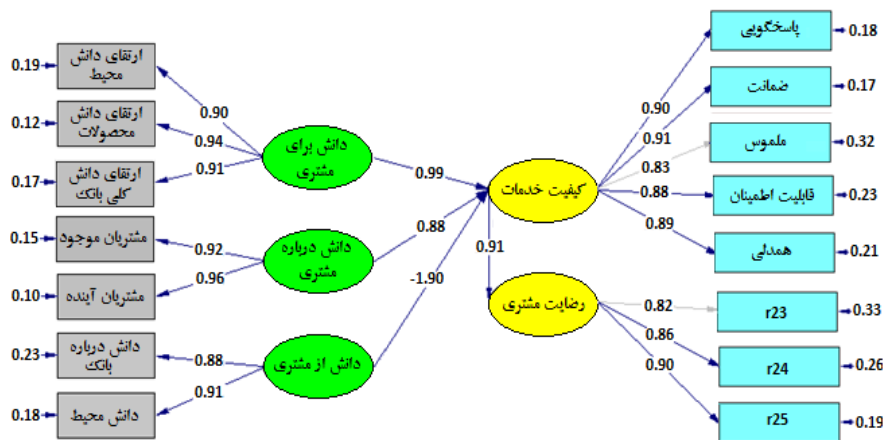 0.19
ارتقای دانش
محیط
0.12
ارتقای دانش
محصولات
0.17
ارتقای دانش
کلی بانک
0.15
مشتریان موجود
0.10
مشتریان آینده
0.23
دانش درباره
بانک
0.18
دانش محیط
0.90
0.94
0.91
0.92
0.96
0.88
0.91
دانش برای
مشتری
دانش درباره
مشتری
دانش از مشتری
0.99
0.88
-1.90
کیفیت خدمات
0.91
رضایت مشتری
0.90
0.91
0.83
0.88
0.89
0.82
0.86
0.90
پاسخگویی
0.18
ضمانت
0.17
ملموس
0.32
قابلیت اطمینان
0.23
همدلی
0.21
r23
0.33
r24
0.26
r25
0.19